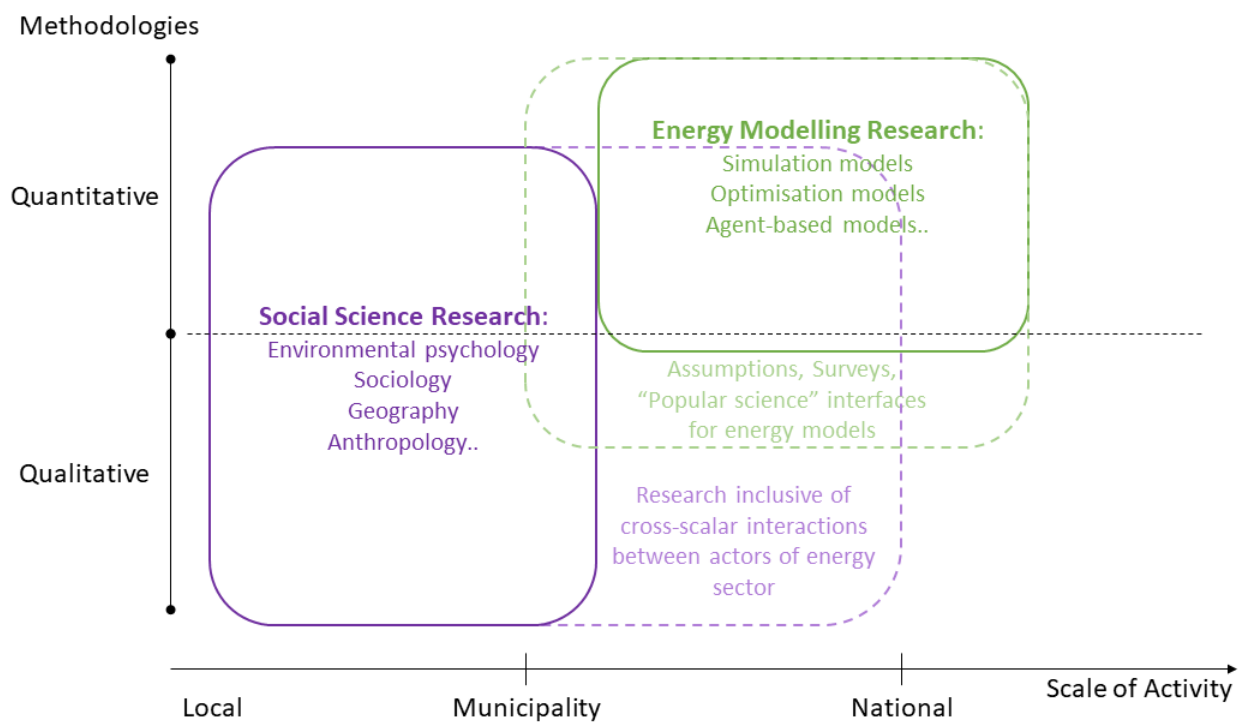 Methodologies
Quantitative
Qualitative
Energy Modelling Research:
Simulation models
Optimisation models
Agent-based models..
Social Science Research:
Environmental psychology
Sociology
Geography
Anthropology..
Assumptions, Surveys,
“Popular science” interfaces
for energy models
Research inclusive of
cross-scalar interactions
between actors of energy
sector
Local
Municipality
National
Scale of Activity